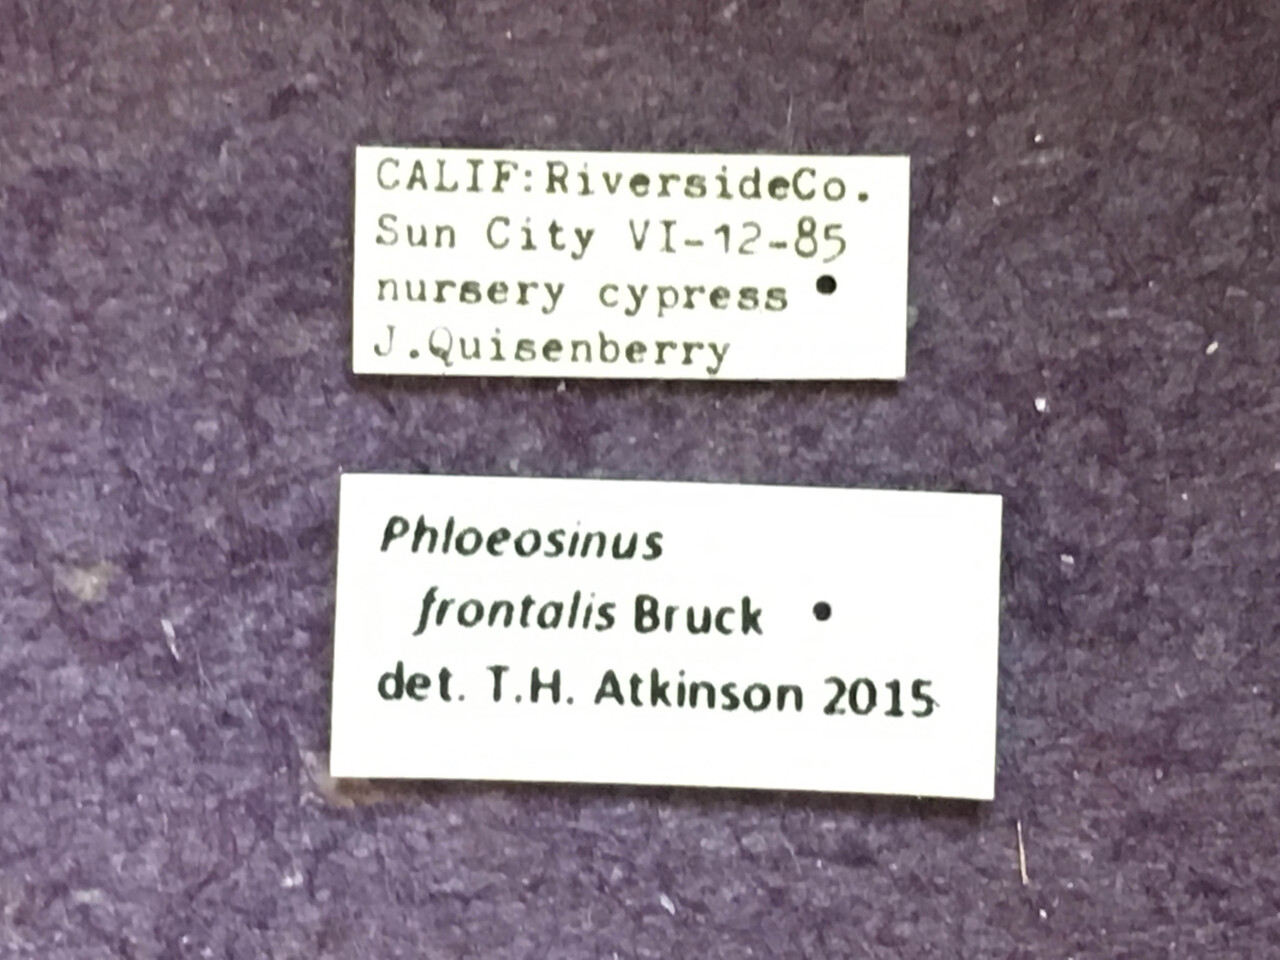 CALIF:RiversideCo.
Sun City VI-12-85
nursery cypress
J.Quisenberry
Phloeosinus
frontalis Bruck
det. T.H. Atkinson 2015